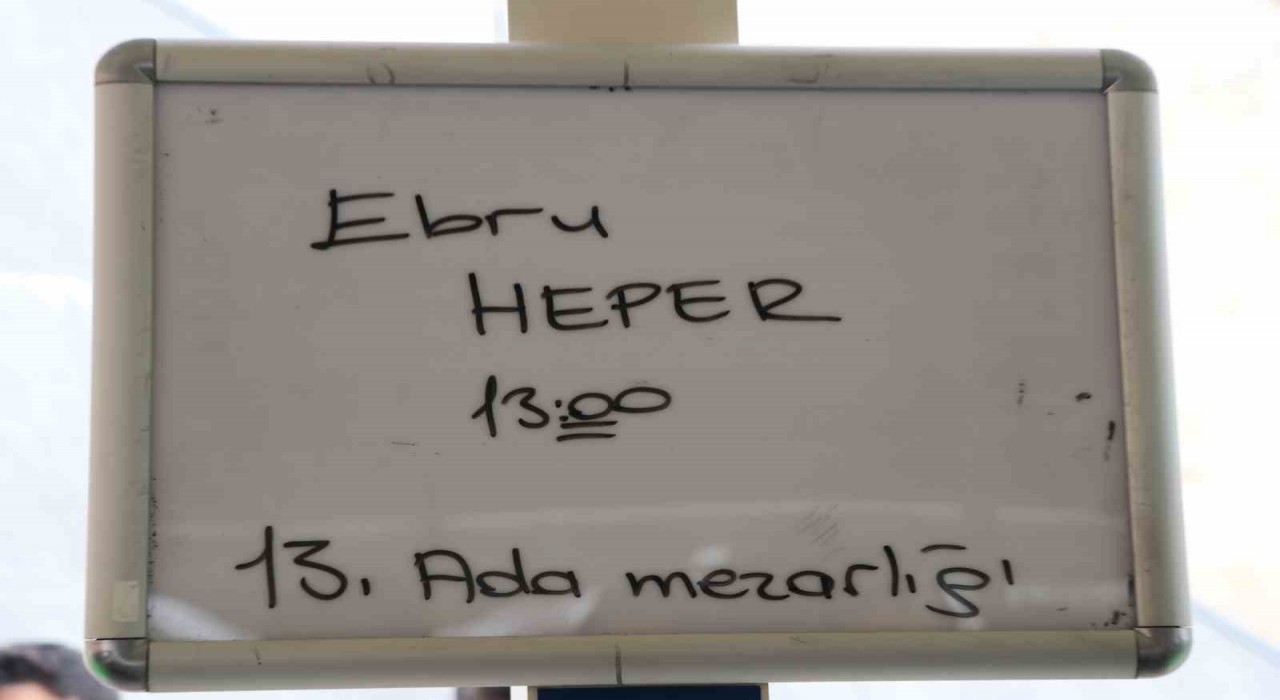 Ebru
HEPER
13:00
13. Ada mezarlığı